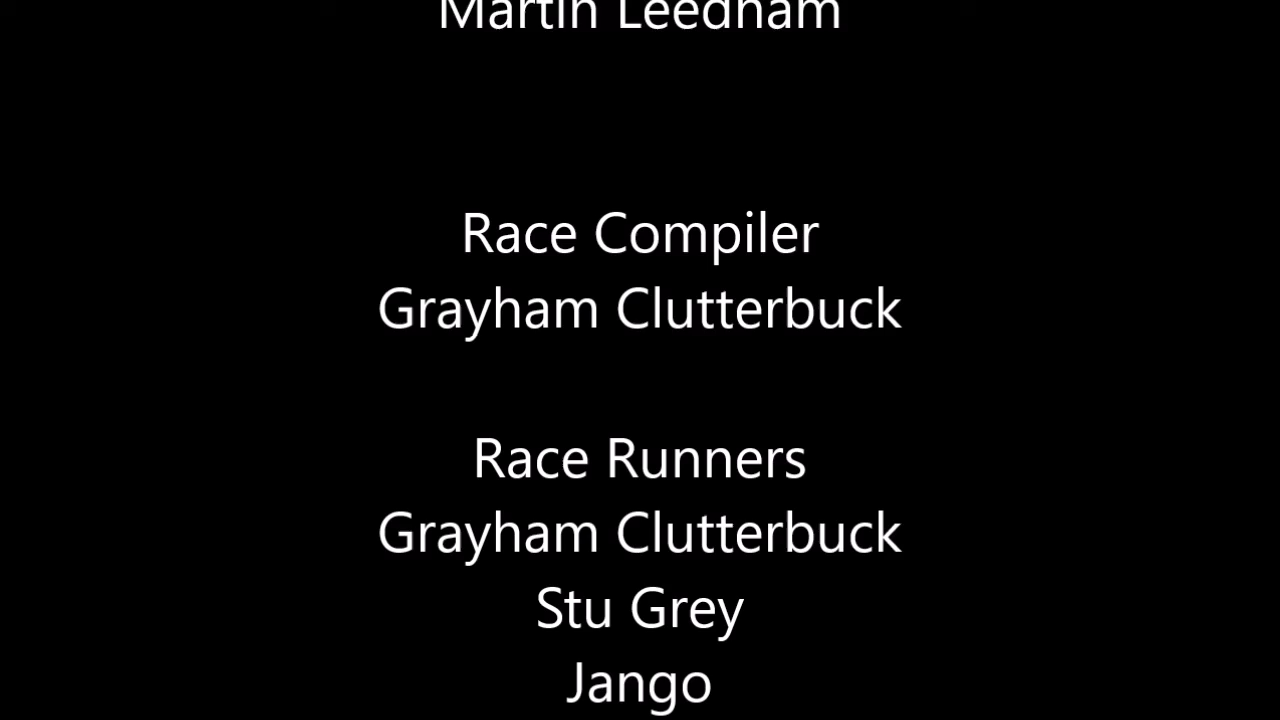 Martin Leedham
Race Compiler
Grayham Clutterbuck
Race Runners
Grayham Clutterbuck
Stu Grey
Jango